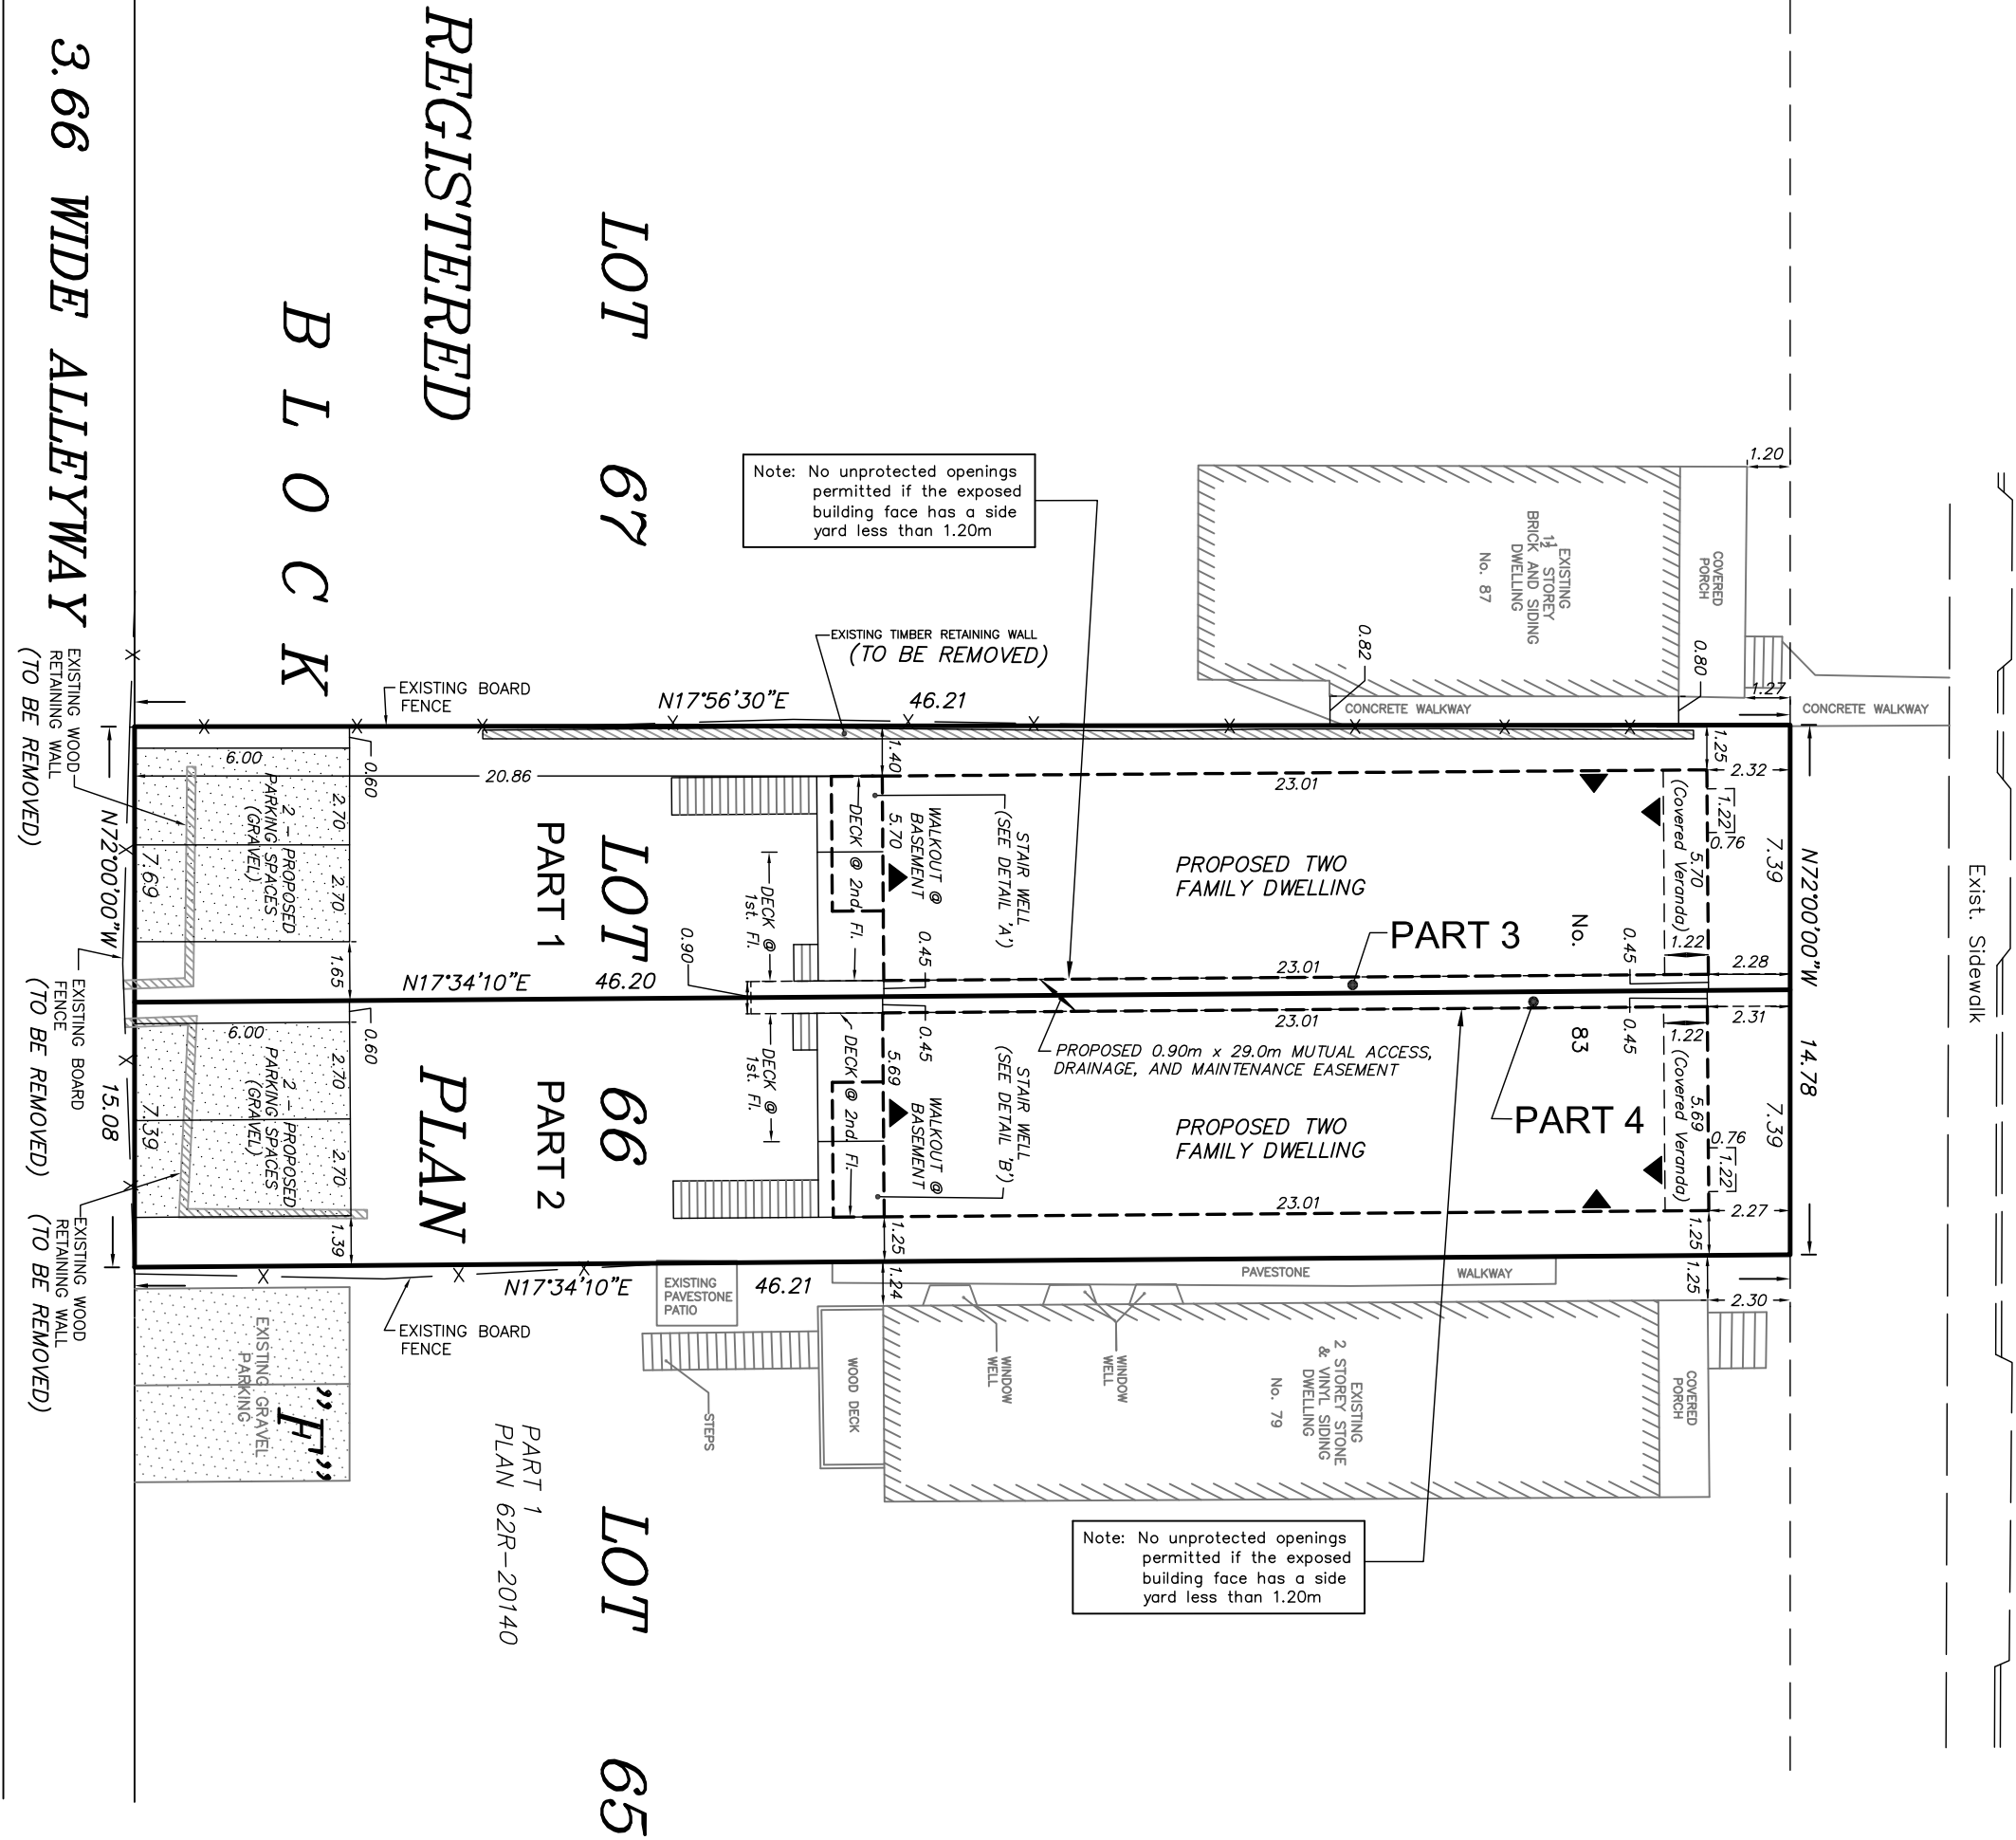 3.66 WIDE ALLEYWAY
REGISTERED
BLOCK
LOT 67
Note: No unprotected openings
permitted if the exposed
building face has a side
yard less than 1.20m
EXISTING
1½ STOREY
BRICK AND SIDING
DWELLING
No. 87
COVERED
PORCH
1.20
1.27
0.82
0.80
CONCRETE WALKWAY
CONCRETE WALKWAY
EXISTING TIMBER RETAINING WALL
(TO BE REMOVED)
EXISTING BOARD
FENCE
N17°56'30"E 46.21
EXISTING WOOD
RETAINING WALL
(TO BE REMOVED)
N72°00'00"W
15.08
7.69
6.00
0.60
20.86
2 - PROPOSED
PARKING SPACES
(GRAVEL)
2.70
2.70
1.65
PART 1
LOT 66
1.40
DECK @ 2nd. Fl.
DECK @
1st. Fl.
5.70
WALKOUT @
BASEMENT
STAIR WELL
(SEE DETAIL 'A')
0.45
0.90
23.01
PROPOSED TWO
FAMILY DWELLING
PART 3
No. 83
23.01
0.45
1.22
(Covered Veranda)
5.70
1.22
0.76
1.25
2.32
7.39
2.28
N72°00'00"W
14.78
Exist. Sidewalk
N17°34'10"E 46.20
EXISTING BOARD
FENCE
(TO BE REMOVED)
6.00
0.60
2 - PROPOSED
PARKING SPACES
(GRAVEL)
2.70
2.70
7.39
1.39
PLAN
PART 2
DECK @
1st. Fl.
DECK @ 2nd. Fl.
0.45
5.69
WALKOUT @
BASEMENT
STAIR WELL
(SEE DETAIL 'B')
23.01
PROPOSED 0.90m x 29.0m MUTUAL ACCESS,
DRAINAGE, AND MAINTENANCE EASEMENT
PROPOSED TWO
FAMILY DWELLING
PART 4
23.01
0.45
1.22
(Covered Veranda)
5.69
0.76
1.22
2.31
7.39
2.27
1.25
1.25
1.24
1.25
2.30
EXISTING WOOD
RETAINING WALL
(TO BE REMOVED)
N17°34'10"E 46.21
EXISTING BOARD
FENCE
EXISTING
PAVESTONE
PATIO
PAVESTONE WALKWAY
EXISTING GRAVEL
PARKING
"F"
STEPS
WOOD DECK
WINDOW
WELL
WINDOW
WELL
EXISTING
2 STOREY STONE
& VINYL SIDING
DWELLING
No. 79
COVERED
PORCH
PART 1
PLAN 62R-20140
LOT 65
Note: No unprotected openings
permitted if the exposed
building face has a side
yard less than 1.20m